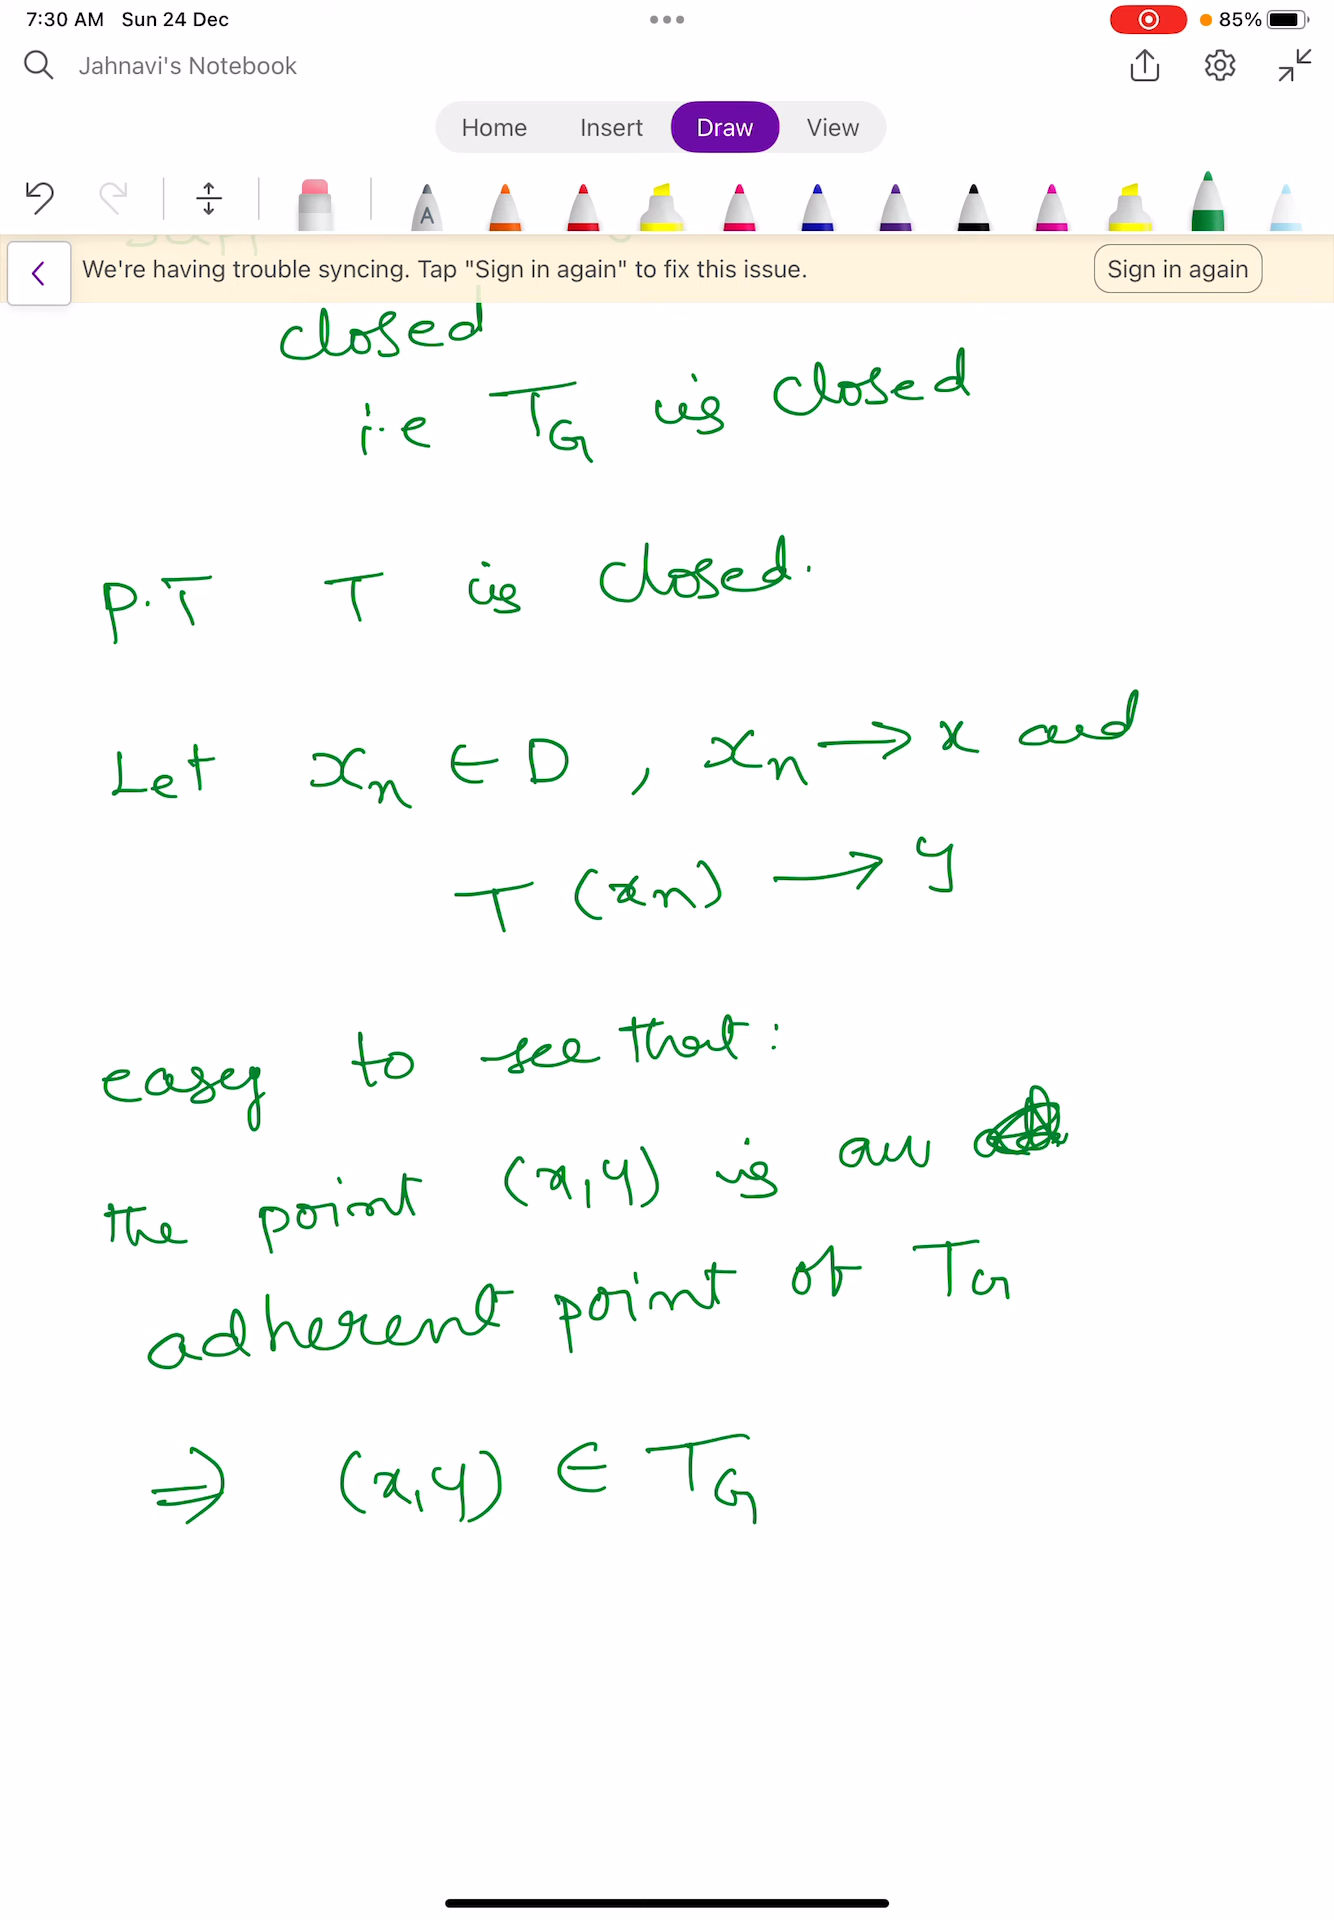 7:30 AM Sun 24 Dec
85%
Jahnavi's Notebook
Home Insert Draw View
A
We're having trouble syncing. Tap "Sign in again" to fix this issue.
Sign in again
closed
i.e T_G is closed
P.T T is closed.
Let x_n ∈ D , x_n → x and
T (x_n) → y
easy to see that :
the point (x,y) is an
adherent point of T_G
⇒ (x,y) ∈ T_G